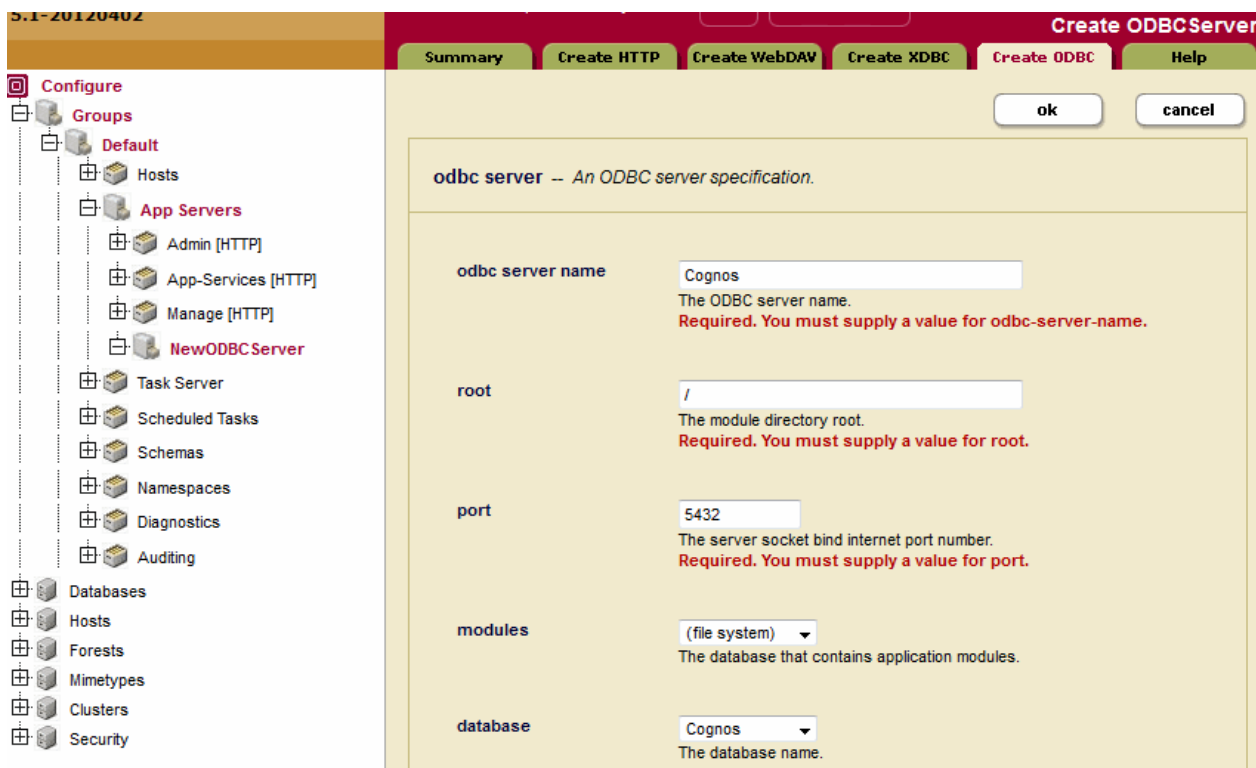 5.1-20120402
Create ODBCServer
Summary
Create HTTP
Create WebDAV
Create XDBC
Create ODBC
Help
Configure
Groups
Default
Hosts
App Servers
Admin [HTTP]
App-Services [HTTP]
Manage [HTTP]
NewODBCServer
Task Server
Scheduled Tasks
Schemas
Namespaces
Diagnostics
Auditing
Databases
Hosts
Forests
Mimetypes
Clusters
Security
ok
cancel
odbc server -- An ODBC server specification.
odbc server name
Cognos
The ODBC server name.
Required. You must supply a value for odbc-server-name.
root
/
The module directory root.
Required. You must supply a value for root.
port
5432
The server socket bind internet port number.
Required. You must supply a value for port.
modules
(file system)
The database that contains application modules.
database
Cognos
The database name.